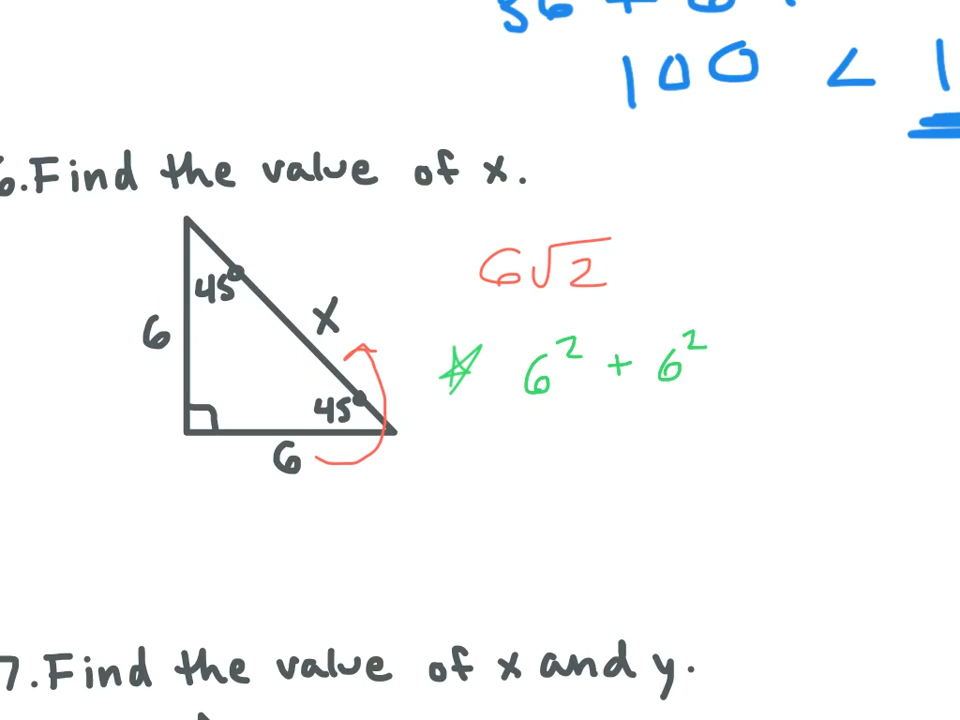 100 <
6. Find the value of x.
45
6
x
45
6
6√2
6² + 6²
7. Find the value of x and y.